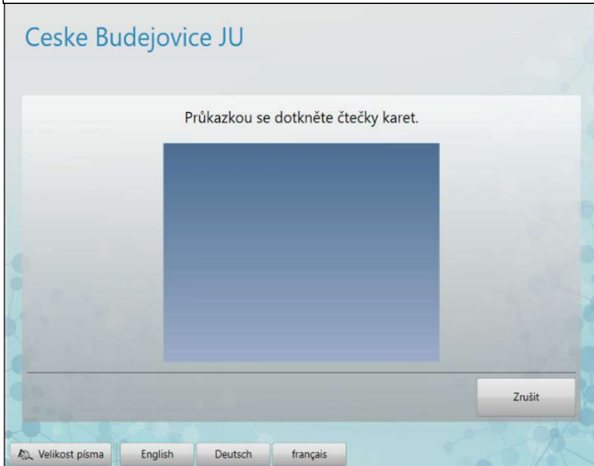 Ceske Budejovice JU
Průkazkou se dotkněte čtečky karet.
Zrušit
Velikost písma
English
Deutsch
français